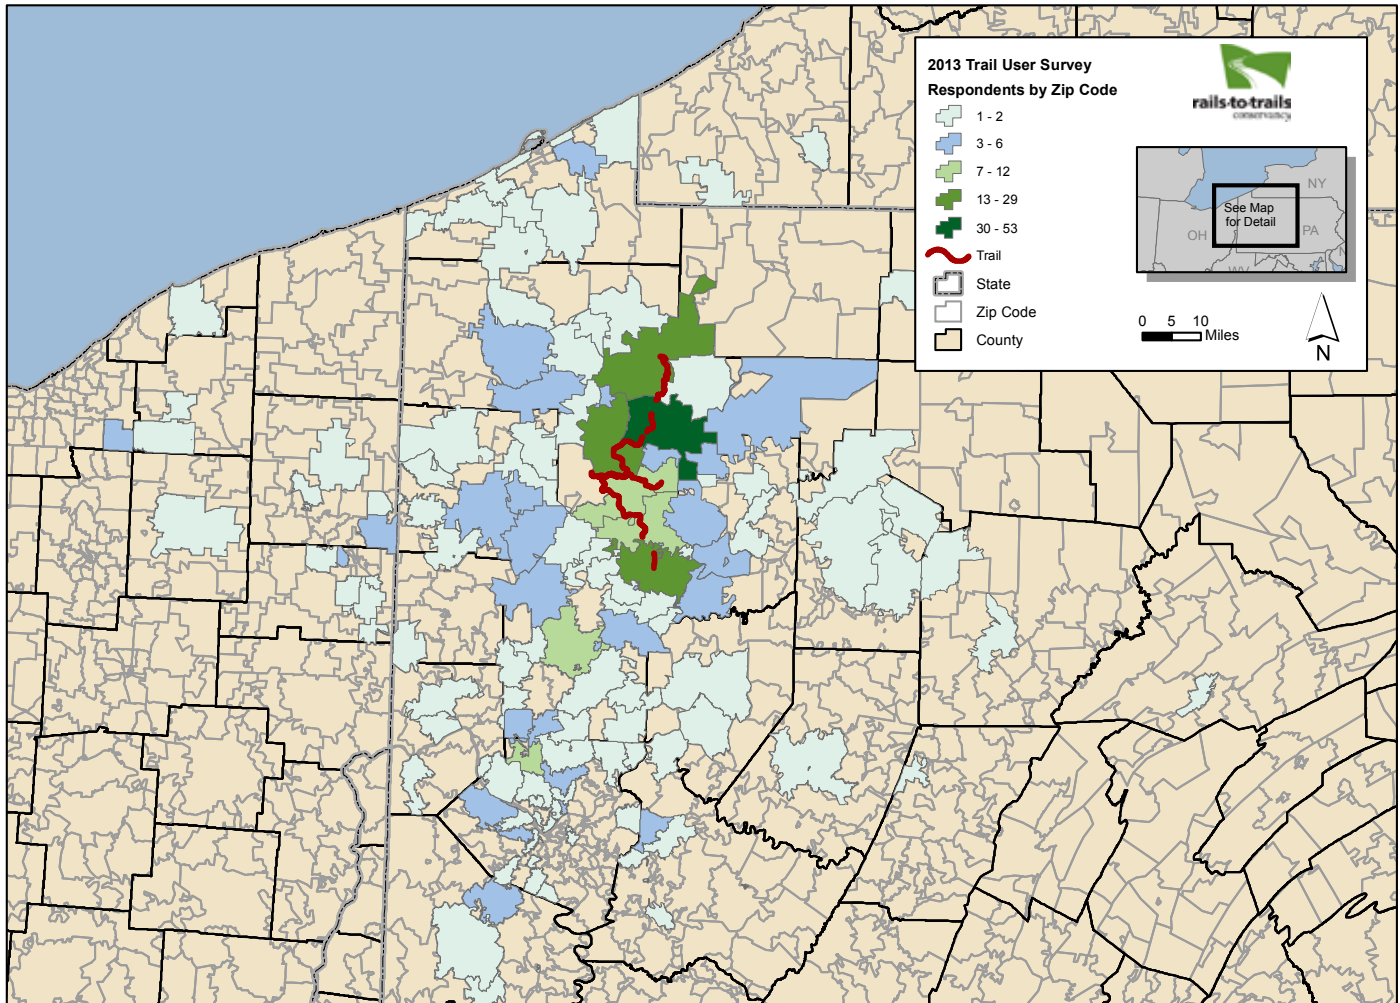 2013 Trail User Survey
Respondents by Zip Code
1 - 2
3 - 6
7 - 12
13 - 29
30 - 53
Trail
State
Zip Code
County
rails-to-trails
conservancy
NY
See Map
for Detail
OH
PA
WV
0 5 10
Miles
N